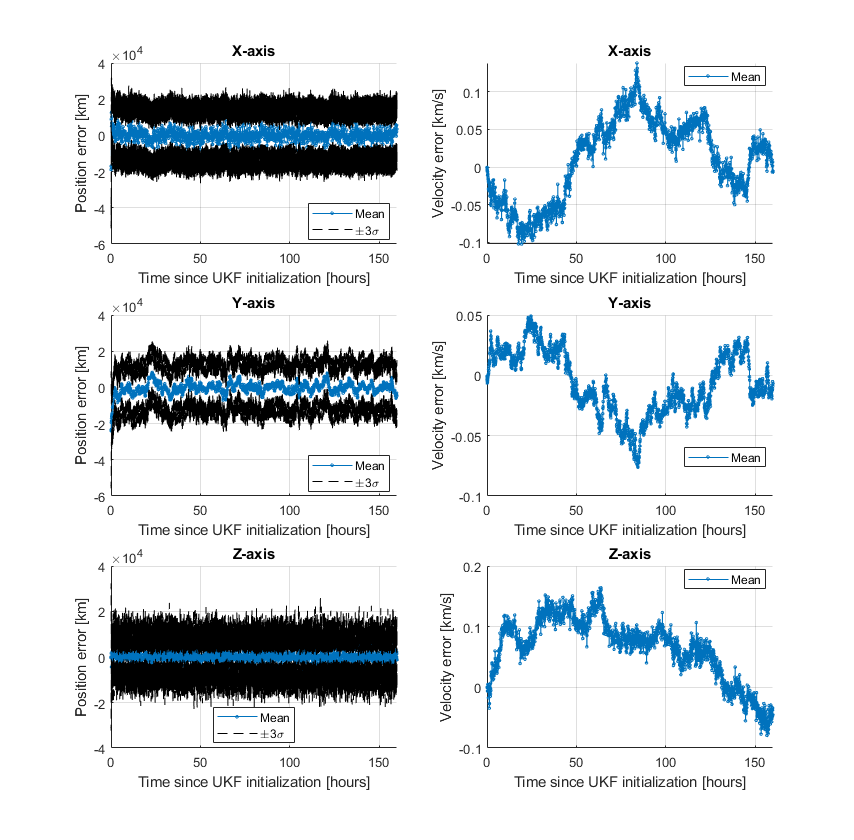 X-axis
×10^4
4
2
0
-2
-4
-6
Position error [km]
Mean
±3σ
0
50
100
150
Time since UKF initialization [hours]
X-axis
0.1
0.05
0
-0.05
-0.1
Velocity error [km/s]
Mean
0
50
100
150
Time since UKF initialization [hours]
Y-axis
×10^4
4
2
0
-2
-4
-6
Position error [km]
Mean
±3σ
0
50
100
150
Time since UKF initialization [hours]
Y-axis
0.05
0
-0.05
-0.1
Velocity error [km/s]
Mean
0
50
100
150
Time since UKF initialization [hours]
Z-axis
×10^4
4
2
0
-2
-4
Position error [km]
Mean
±3σ
0
50
100
150
Time since UKF initialization [hours]
Z-axis
0.2
0.1
0
-0.1
Velocity error [km/s]
Mean
0
50
100
150
Time since UKF initialization [hours]